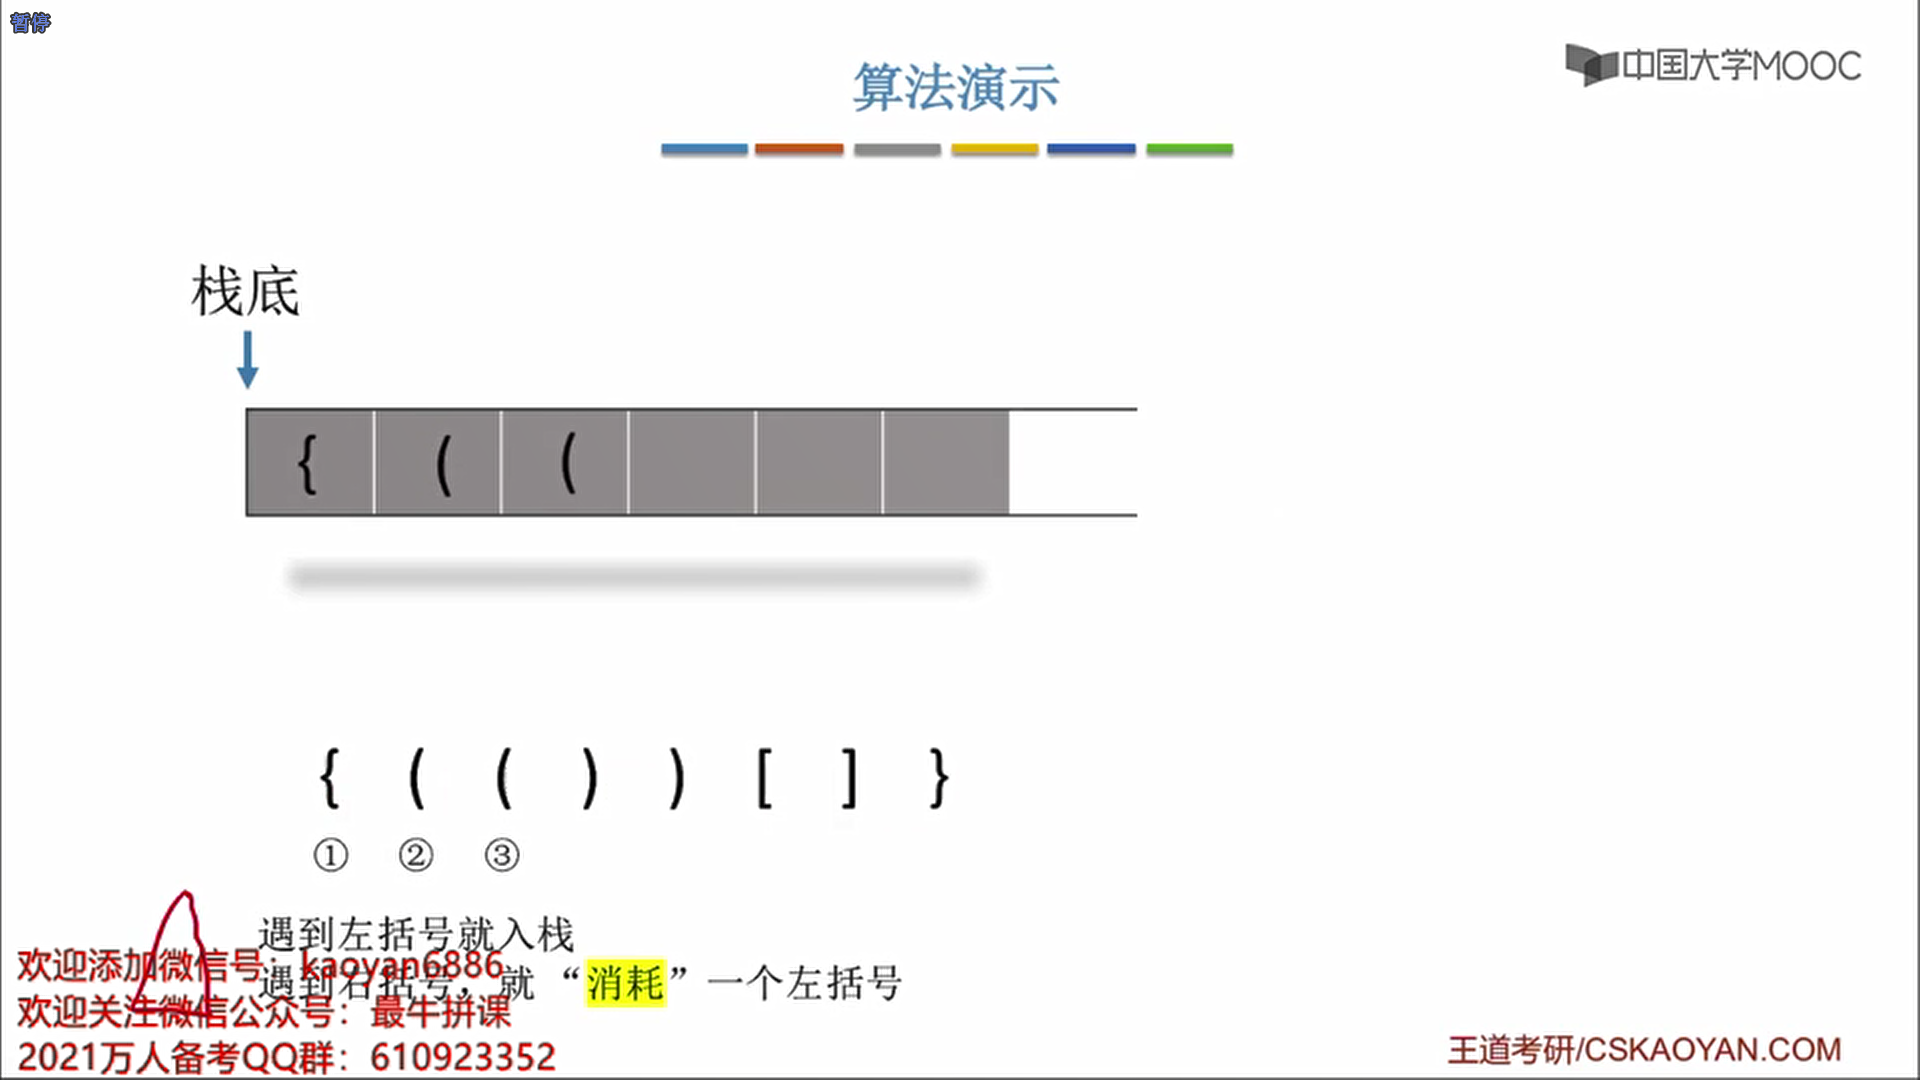 暂停
中国大学MOOC
算法演示
栈底
{ ( (
{ ( ( ) ) [ ] }
① ② ③
遇到左括号就入栈
欢迎添加微信号：kaoyan6886
遇到右括号，就“消耗”一个左括号
欢迎关注微信公众号：最牛拼课
2021万人备考QQ群：610923352
王道考研/CSKAOYAN.COM